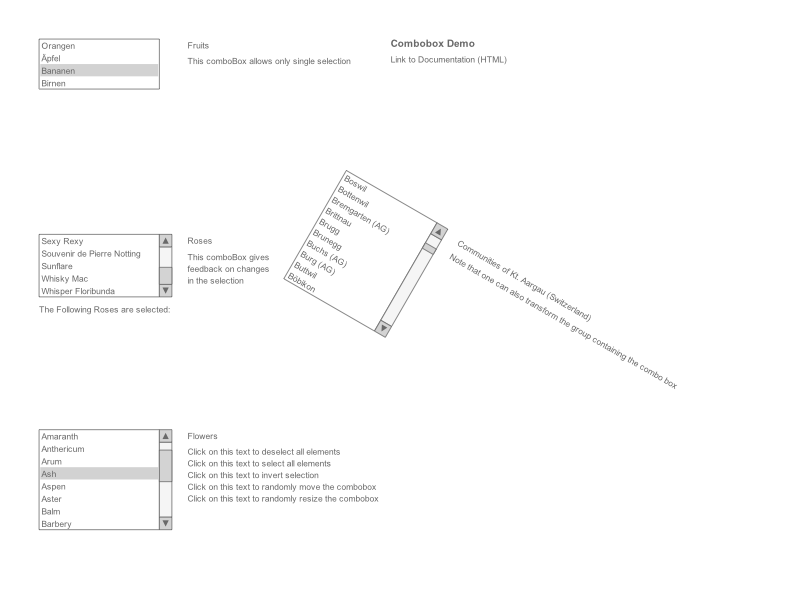 Orangen
Äpfel
Bananen
Birnen
Fruits
This comboBox allows only single selection
Combobox Demo
Link to Documentation (HTML)
Sexy Rexy
Souvenir de Pierre Notting
Sunflare
Whisky Mac
Whisper Floribunda
The Following Roses are selected:
Roses
This comboBox gives
feedback on changes
in the selection
Boswil
Bottenwil
Bremgarten (AG)
Brittnau
Brugg
Brunegg
Buchs (AG)
Burg (AG)
Buttwil
Böbikon
Communities of Kt. Aargau (Switzerland)
Note that one can also transform the group containing the combo box
Amaranth
Anthericum
Arum
Ash
Aspen
Aster
Balm
Barbery
Flowers
Click on this text to deselect all elements
Click on this text to select all elements
Click on this text to invert selection
Click on this text to randomly move the combobox
Click on this text to randomly resize the combobox